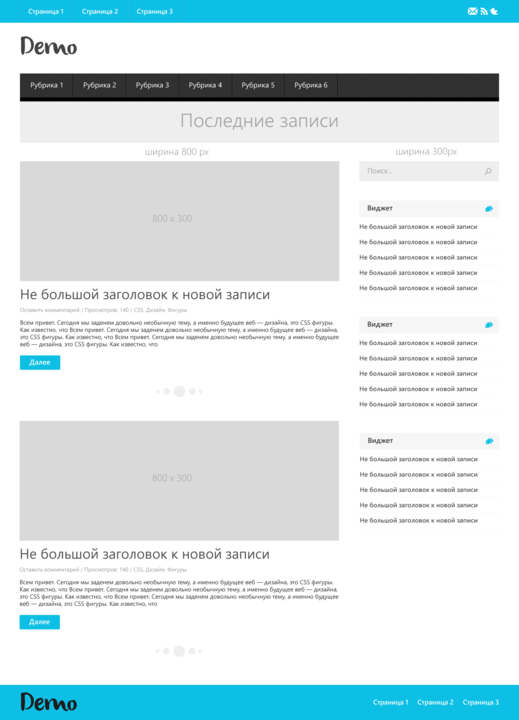 Страница 1 Страница 2 Страница 3
Demo
Рубрика 1 Рубрика 2 Рубрика 3 Рубрика 4 Рубрика 5 Рубрика 6
Последние записи
ширина 800 px
800 x 300
Не большой заголовок к новой записи
Оставить комментарий / Просмотров: 140 / CSS, Дизайн, Фигуры
Всем привет. Сегодня мы заденем довольно необычную тему, а именно будущее веб — дизайна, это CSS фигуры.
Как известно, что Всем привет. Сегодня мы заденем довольно необычную тему, а именно будущее веб — дизайна,
это CSS фигуры. Как известно, что Всем привет. Сегодня мы заденем довольно необычную тему, а именно будущее
веб — дизайна, это CSS фигуры. Как известно, что
Далее
800 x 300
Не большой заголовок к новой записи
Оставить комментарий / Просмотров: 140 / CSS, Дизайн, Фигуры
Всем привет. Сегодня мы заденем довольно необычную тему, а именно будущее веб — дизайна, это CSS фигуры.
Как известно, что Всем привет. Сегодня мы заденем довольно необычную тему, а именно будущее веб — дизайна,
это CSS фигуры. Как известно, что Всем привет. Сегодня мы заденем довольно необычную тему, а именно будущее
веб — дизайна, это CSS фигуры. Как известно, что
Далее
ширина 300px
Поиск...
Виджет
Не большой заголовок к новой записи
Не большой заголовок к новой записи
Не большой заголовок к новой записи
Не большой заголовок к новой записи
Не большой заголовок к новой записи
Виджет
Не большой заголовок к новой записи
Не большой заголовок к новой записи
Не большой заголовок к новой записи
Не большой заголовок к новой записи
Не большой заголовок к новой записи
Виджет
Не большой заголовок к новой записи
Не большой заголовок к новой записи
Не большой заголовок к новой записи
Не большой заголовок к новой записи
Не большой заголовок к новой записи
Demo
Страница 1 Страница 2 Страница 3